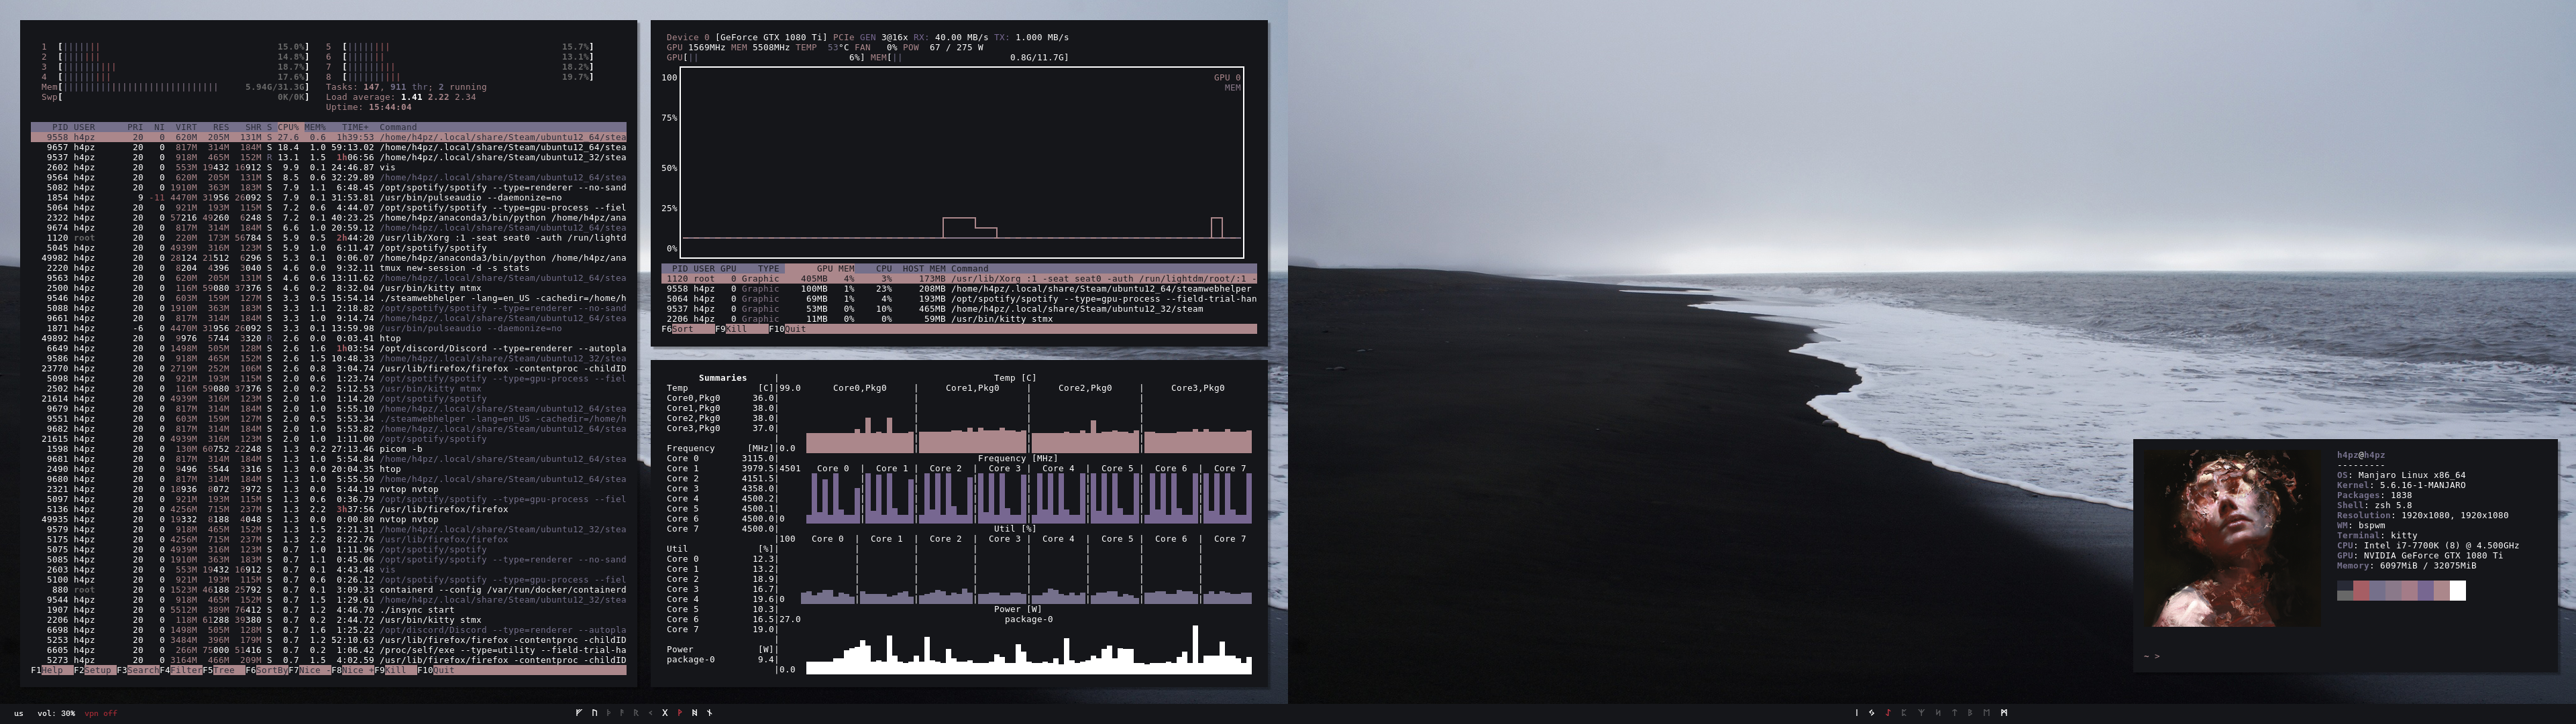 1 [||||||| 15.0%] 5 [|||||||| 15.7%]
2 [||||||| 14.8%] 6 [||||||| 13.1%]
3 [|||||||||| 18.7%] 7 [||||||||| 18.2%]
4 [||||||||| 17.6%] 8 [|||||||||| 19.7%]
Mem[|||||||||||||||||||||||||||||| 5.94G/31.3G] Tasks: 147, 911 thr; 2 running
Swp[ 0K/0K] Load average: 1.41 2.22 2.34
Uptime: 15:44:04
PID USER PRI NI VIRT RES SHR S CPU% MEM% TIME+ Command
9558 h4pz 20 0 620M 205M 131M S 27.6 0.6 1h39:53 /home/h4pz/.local/share/Steam/ubuntu12_64/stea
9657 h4pz 20 0 817M 314M 184M S 18.4 1.0 59:13.02 /home/h4pz/.local/share/Steam/ubuntu12_64/stea
9537 h4pz 20 0 918M 465M 152M R 13.1 1.5 1h06:56 /home/h4pz/.local/share/Steam/ubuntu12_32/stea
2602 h4pz 20 0 553M 19432 16912 S 9.9 0.1 24:46.87 vis
9564 h4pz 20 0 620M 205M 131M S 8.5 0.6 32:29.89 /home/h4pz/.local/share/Steam/ubuntu12_64/stea
5082 h4pz 20 0 1910M 363M 183M S 7.9 1.1 6:48.45 /opt/spotify/spotify --type=renderer --no-sand
1854 h4pz 9 -11 4470M 31956 26092 S 7.9 0.1 31:53.81 /usr/bin/pulseaudio --daemonize=no
5064 h4pz 20 0 921M 193M 115M S 7.2 0.6 4:44.07 /opt/spotify/spotify --type=gpu-process --fiel
2322 h4pz 20 0 57216 49260 6248 S 7.2 0.1 40:23.25 /home/h4pz/anaconda3/bin/python /home/h4pz/ana
9674 h4pz 20 0 817M 314M 184M S 6.6 1.0 20:59.12 /home/h4pz/.local/share/Steam/ubuntu12_64/stea
1120 root 20 0 220M 173M 56784 S 5.9 0.5 2h44:20 /usr/lib/Xorg :1 -seat seat0 -auth /run/lightd
5045 h4pz 20 0 4939M 316M 123M S 5.9 1.0 6:11.47 /opt/spotify/spotify
49982 h4pz 20 0 28124 21512 6296 S 5.3 0.1 0:06.07 /home/h4pz/anaconda3/bin/python /home/h4pz/ana
2220 h4pz 20 0 8204 4396 3040 S 4.6 0.0 9:32.11 tmux new-session -d -s stats
9563 h4pz 20 0 620M 205M 131M S 4.6 0.6 13:11.62 /home/h4pz/.local/share/Steam/ubuntu12_64/stea
2500 h4pz 20 0 116M 59080 37376 S 4.6 0.2 8:32.04 /usr/bin/kitty mtmx
9546 h4pz 20 0 603M 159M 127M S 3.3 0.5 15:54.14 ./steamwebhelper -lang=en_US -cachedir=/home/h
5088 h4pz 20 0 1910M 363M 183M S 3.3 1.1 2:18.82 /opt/spotify/spotify --type=renderer --no-sand
9661 h4pz 20 0 817M 314M 184M S 3.3 1.0 9:14.74 /home/h4pz/.local/share/Steam/ubuntu12_64/stea
1871 h4pz -6 0 4470M 31956 26092 S 3.3 0.1 13:59.98 /usr/bin/pulseaudio --daemonize=no
49892 h4pz 20 0 9976 5744 3320 R 2.6 0.0 0:03.41 htop
6649 h4pz 20 0 1498M 505M 128M S 2.6 1.6 1h03:54 /opt/discord/Discord --type=renderer --autopla
9586 h4pz 20 0 918M 465M 152M S 2.6 1.5 10:48.33 /home/h4pz/.local/share/Steam/ubuntu12_32/stea
23770 h4pz 20 0 2719M 252M 106M S 2.6 0.8 3:04.74 /usr/lib/firefox/firefox -contentproc -childID
5098 h4pz 20 0 921M 193M 115M S 2.0 0.6 1:23.74 /opt/spotify/spotify --type=gpu-process --fiel
2502 h4pz 20 0 116M 59080 37376 S 2.0 0.2 5:12.53 /usr/bin/kitty mtmx
21614 h4pz 20 0 4939M 316M 123M S 2.0 1.0 1:14.20 /opt/spotify/spotify
9679 h4pz 20 0 817M 314M 184M S 2.0 1.0 5:55.10 /home/h4pz/.local/share/Steam/ubuntu12_64/stea
9551 h4pz 20 0 603M 159M 127M S 2.0 0.5 5:53.34 ./steamwebhelper -lang=en_US -cachedir=/home/h
9682 h4pz 20 0 817M 314M 184M S 2.0 1.0 5:53.82 /home/h4pz/.local/share/Steam/ubuntu12_64/stea
21615 h4pz 20 0 4939M 316M 123M S 2.0 1.0 1:11.00 /opt/spotify/spotify
1598 h4pz 20 0 130M 60752 22248 S 1.3 0.2 27:13.46 picom -b
9681 h4pz 20 0 817M 314M 184M S 1.3 1.0 5:54.84 /home/h4pz/.local/share/Steam/ubuntu12_64/stea
2490 h4pz 20 0 9496 5544 3316 S 1.3 0.0 20:04.35 htop
9680 h4pz 20 0 817M 314M 184M S 1.3 1.0 5:55.50 /home/h4pz/.local/share/Steam/ubuntu12_64/stea
2321 h4pz 20 0 18936 8072 3972 S 1.3 0.0 5:44.19 nvtop nvtop
5097 h4pz 20 0 921M 193M 115M S 1.3 0.6 0:36.79 /opt/spotify/spotify --type=gpu-process --fiel
5136 h4pz 20 0 4256M 715M 237M S 1.3 2.2 3h37:56 /usr/lib/firefox/firefox
49935 h4pz 20 0 19332 8188 4048 S 1.3 0.0 0:00.80 nvtop nvtop
9579 h4pz 20 0 918M 465M 152M S 1.3 1.5 2:21.31 /home/h4pz/.local/share/Steam/ubuntu12_32/stea
5175 h4pz 20 0 4256M 715M 237M S 1.3 2.2 8:22.76 /usr/lib/firefox/firefox
5075 h4pz 20 0 4939M 316M 123M S 0.7 1.0 1:11.96 /opt/spotify/spotify
5085 h4pz 20 0 1910M 363M 183M S 0.7 1.1 0:45.06 /opt/spotify/spotify --type=renderer --no-sand
2603 h4pz 20 0 553M 19432 16912 S 0.7 0.1 4:43.48 vis
5100 h4pz 20 0 921M 193M 115M S 0.7 0.6 0:26.12 /opt/spotify/spotify --type=gpu-process --fiel
880 root 20 0 1523M 46188 25792 S 0.7 0.1 3:09.33 containerd --config /var/run/docker/containerd
9544 h4pz 20 0 918M 465M 152M S 0.7 1.5 1:29.61 /home/h4pz/.local/share/Steam/ubuntu12_32/stea
1907 h4pz 20 0 5512M 389M 76412 S 0.7 1.2 4:46.70 ./insync start
2206 h4pz 20 0 118M 61288 39380 S 0.7 0.2 2:44.72 /usr/bin/kitty stmx
6698 h4pz 20 0 1498M 505M 128M S 0.7 1.6 1:25.22 /opt/discord/Discord --type=renderer --autopla
5253 h4pz 20 0 3484M 396M 179M S 0.7 1.2 52:10.63 /usr/lib/firefox/firefox -contentproc -childID
6605 h4pz 20 0 266M 75000 51416 S 0.7 0.2 1:06.42 /proc/self/exe --type=utility --field-trial-ha
5273 h4pz 20 0 3164M 466M 209M S 0.7 1.5 4:02.59 /usr/lib/firefox/firefox -contentproc -childID
F1Help F2Setup F3SearchF4FilterF5Tree F6SortByF7Nice -F8Nice +F9Kill F10Quit
Device 0 [GeForce GTX 1080 Ti] PCIe GEN 3@16x RX: 40.00 MB/s TX: 1.000 MB/s
GPU 1569MHz MEM 5508MHz TEMP 53°C FAN 0% POW 67 / 275 W
GPU[|| 6%] MEM[|| 0.8G/11.7G]
100 GPU 0
MEM
75%
50%
25%
0%
PID USER GPU TYPE GPU MEM CPU HOST MEM Command
1120 root 0 Graphic 405MB 4% 3% 173MB /usr/lib/Xorg :1 -seat seat0 -auth /run/lightdm/root/:1 -
9558 h4pz 0 Graphic 100MB 1% 23% 208MB /home/h4pz/.local/share/Steam/ubuntu12_64/steamwebhelper
5064 h4pz 0 Graphic 69MB 1% 4% 193MB /opt/spotify/spotify --type=gpu-process --field-trial-han
9537 h4pz 0 Graphic 53MB 0% 10% 465MB /home/h4pz/.local/share/Steam/ubuntu12_32/steam
2206 h4pz 0 Graphic 11MB 0% 0% 59MB /usr/bin/kitty stmx
F6Sort F9Kill F10Quit
Summaries | Temp [C]
Temp [C]|99.0 Core0,Pkg0 | Core1,Pkg0 | Core2,Pkg0 | Core3,Pkg0
Core0,Pkg0 36.0|
Core1,Pkg0 38.0|
Core2,Pkg0 38.0|
Core3,Pkg0 37.0|
Frequency [MHz]|0.0
Core 0 3115.0| Frequency [MHz]
Core 1 3979.5|4501 Core 0 | Core 1 | Core 2 | Core 3 | Core 4 | Core 5 | Core 6 | Core 7
Core 2 4151.5|
Core 3 4358.0|
Core 4 4500.2|
Core 5 4500.1|
Core 6 4500.0|0
Core 7 4500.0| Util [%]
|100 Core 0 | Core 1 | Core 2 | Core 3 | Core 4 | Core 5 | Core 6 | Core 7
Util [%]|
Core 0 12.3|
Core 1 13.2|
Core 2 18.9|
Core 3 16.7|
Core 4 19.6|0
Core 5 10.3| Power [W]
Core 6 16.5|27.0 package-0
Core 7 19.0|
Power [W]|
package-0 9.4|
|0.0
h4pz@h4pz
---------
OS: Manjaro Linux x86_64
Kernel: 5.6.16-1-MANJARO
Packages: 1838
Shell: zsh 5.8
Resolution: 1920x1080, 1920x1080
WM: bspwm
Terminal: kitty
CPU: Intel i7-7700K (8) @ 4.500GHz
GPU: NVIDIA GeForce GTX 1080 Ti
Memory: 6097MiB / 32075MiB
~ >
us vol: 30% vpn off
ᚠ ᚢ ᚦ ᚨ ᚱ ᚲ ᚷ ᚹ ᚺ ᚾ
ᛁ ᛃ ᛇ ᛈ ᛉ ᛋ ᛏ ᛒ ᛖ ᛗ